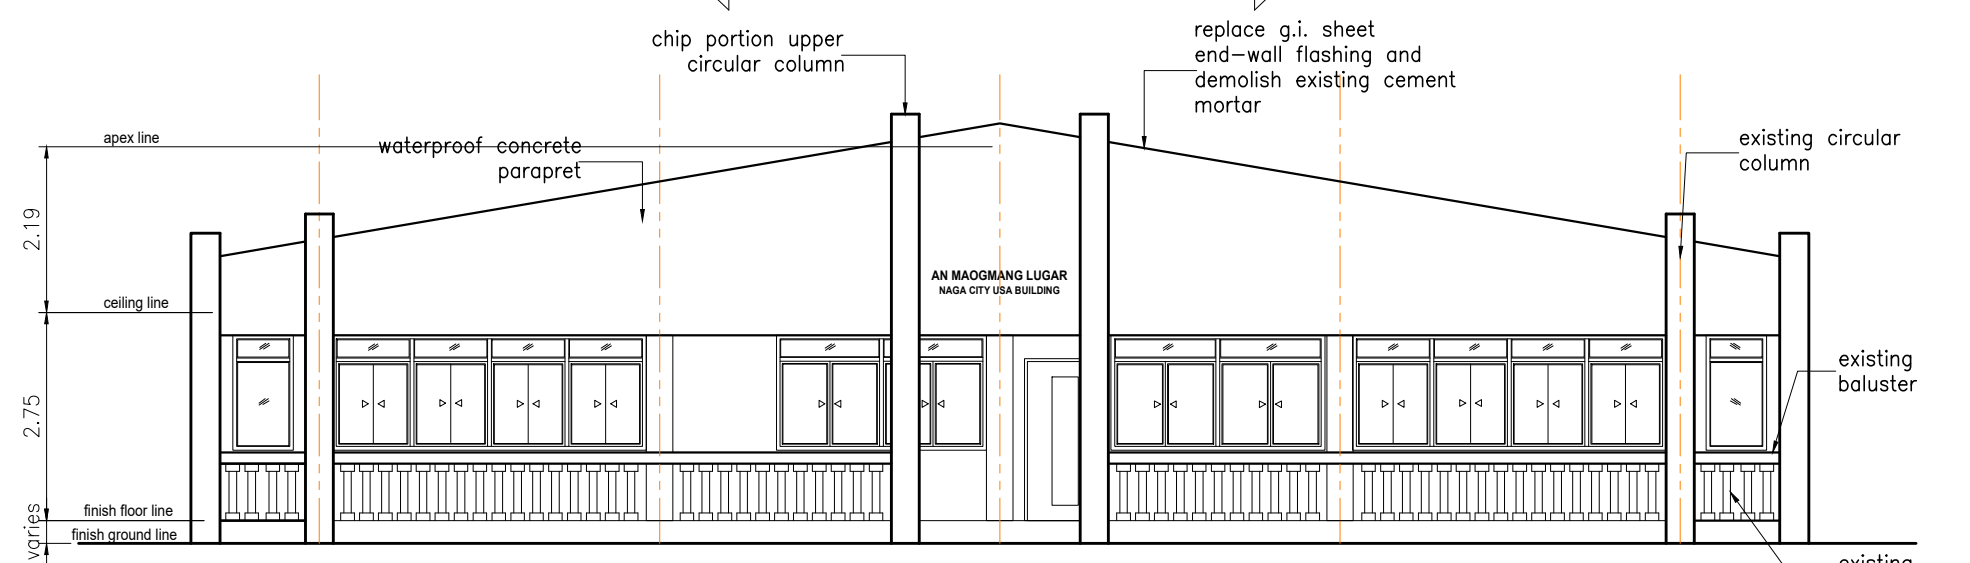 chip portion upper
circular column
replace g.i. sheet
end-wall flashing and
demolish existing cement
mortar
apex line
waterproof concrete
parapret
existing circular
column
2.19
AN MAOGMANG LUGAR
NAGA CITY USA BUILDING
ceiling line
2.75
existing
baluster
finish floor line
varies
finish ground line
existing